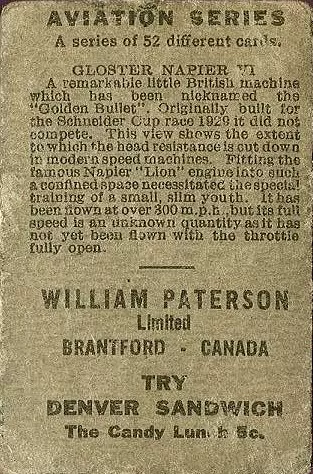 AVIATION SERIES
A series of 52 different cards.
GLOSTER NAPIER VI
A remarkable little British machine
which has been nicknamed the
"Golden Bullet". Originally built for
the Schneider Cup race 1929 it did not
compete. This view shows the extent
to which the head resistance is cut down
in modern speed machines. Fitting the
famous Napier "Lion" engine into such
a confined space necessitated the special
training of a small, slim youth. It has
been flown at over 300 m.p.h., but its full
speed is an unknown quantity as it has
not yet been flown with the throttle
fully open.
WILLIAM PATERSON
Limited
BRANTFORD - CANADA
TRY
DENVER SANDWICH
The Candy Lunch 5c.